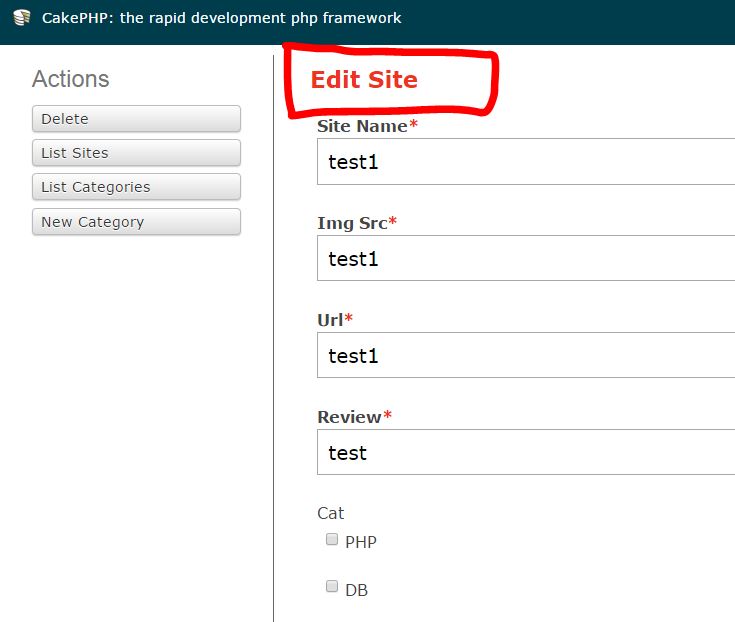 CakePHP: the rapid development php framework
Actions
Delete
List Sites
List Categories
New Category
Edit Site
Site Name*
test1
Img Src*
test1
Url*
test1
Review*
test
Cat
PHP
DB